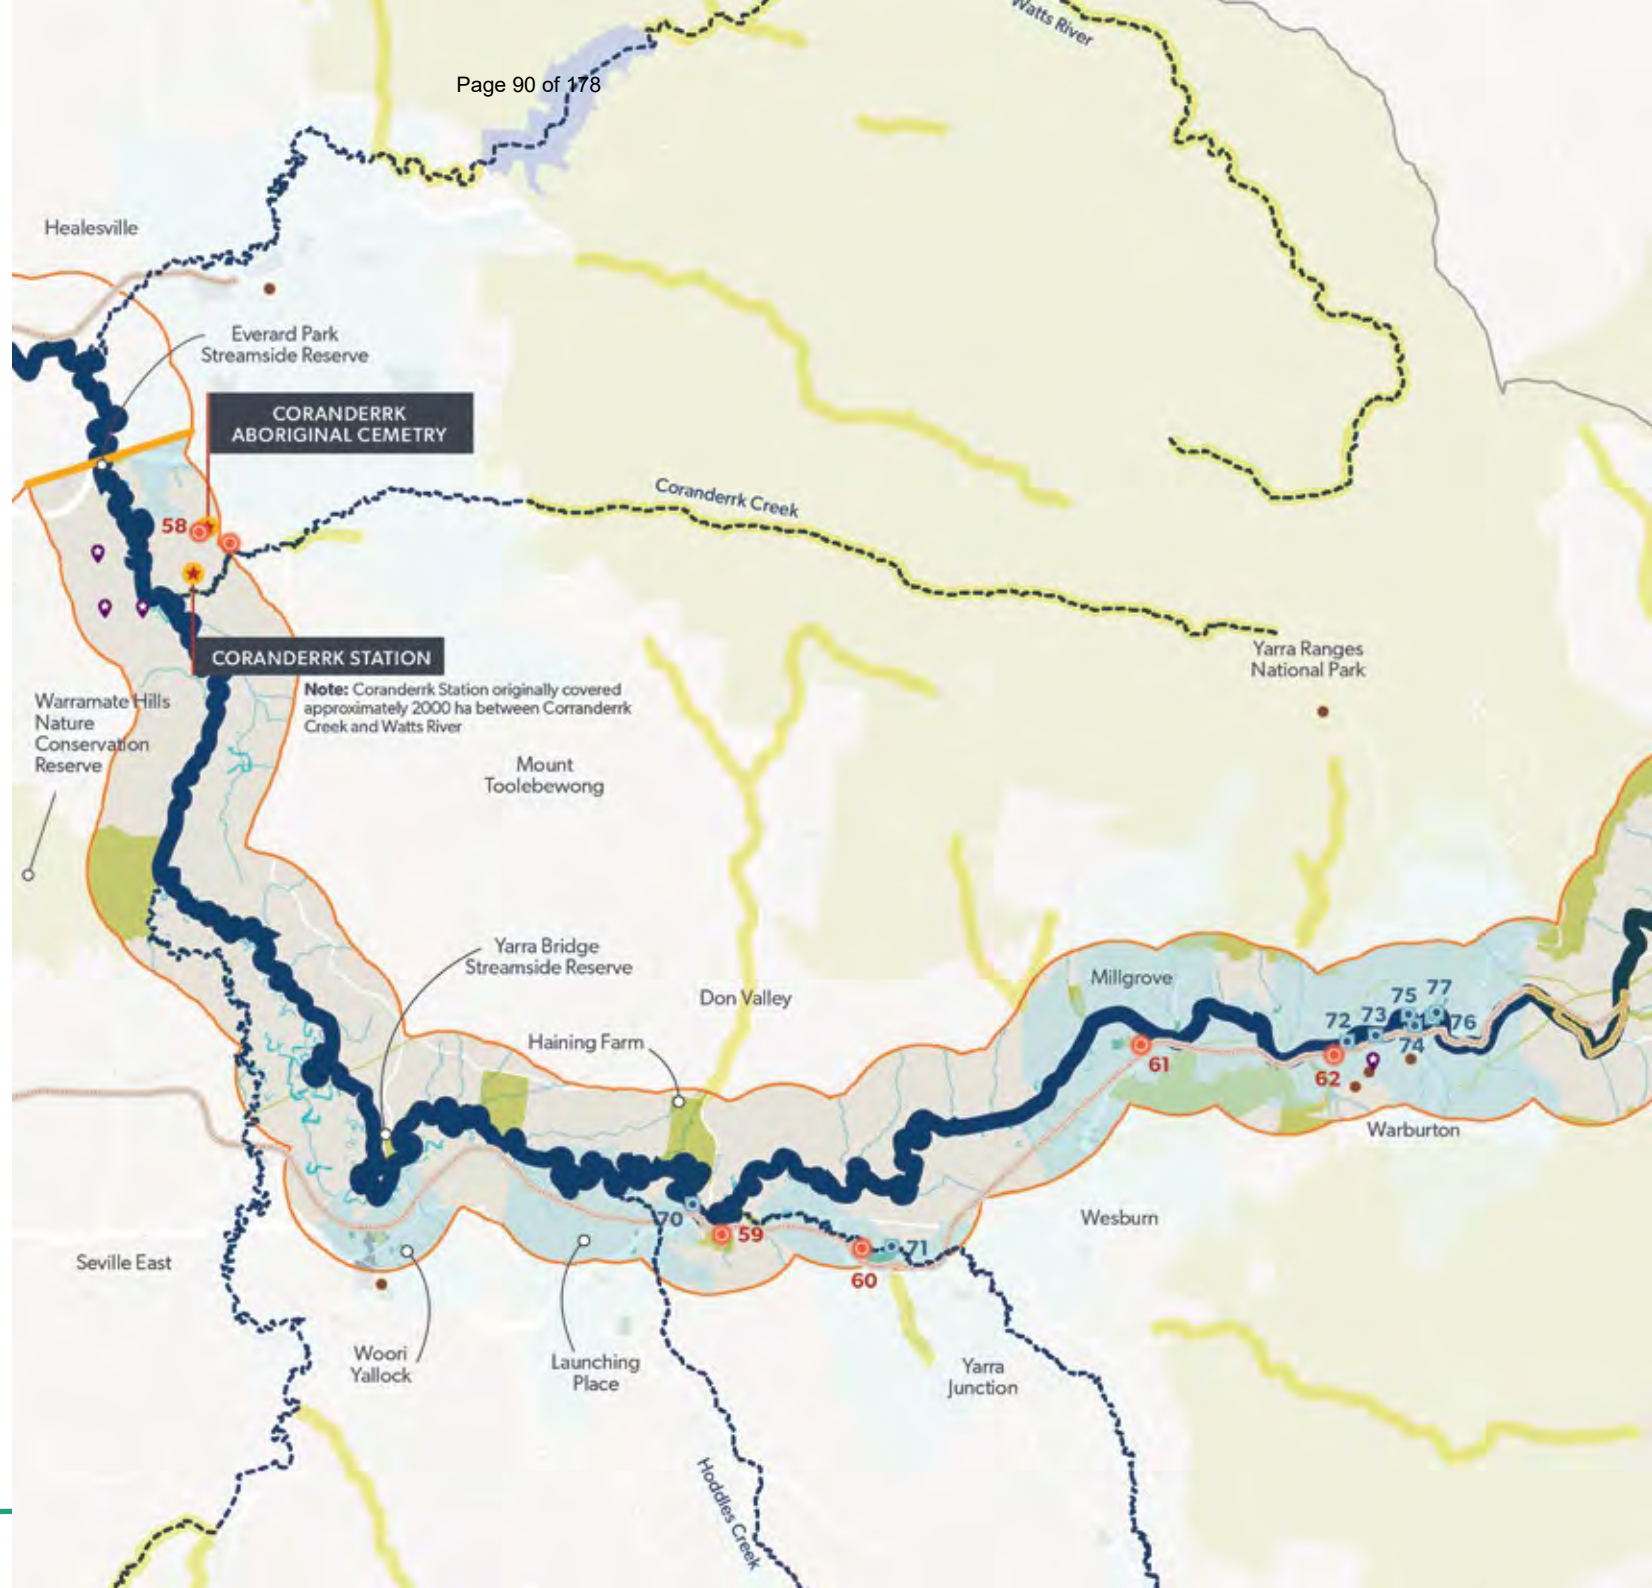 Watts River
Page 90 of 178
Healesville
Everard Park
Streamside Reserve
CORANDERRK
ABORIGINAL CEMETRY
Coranderrk Creek
58
Yarra Ranges
National Park
CORANDERRK STATION
Note: Coranderrk Station originally covered
approximately 2000 ha between Corranderrk
Creek and Watts River
Warramate Hills
Nature
Conservation
Reserve
Mount
Toolebewong
Yarra Bridge
Streamside Reserve
Don Valley
Millgrove
Haining Farm
75
77
72
73
76
74
61
62
Warburton
70
59
71
60
Wesburn
Seville East
Woori
Yallock
Launching
Place
Yarra
Junction
Hoddles Creek